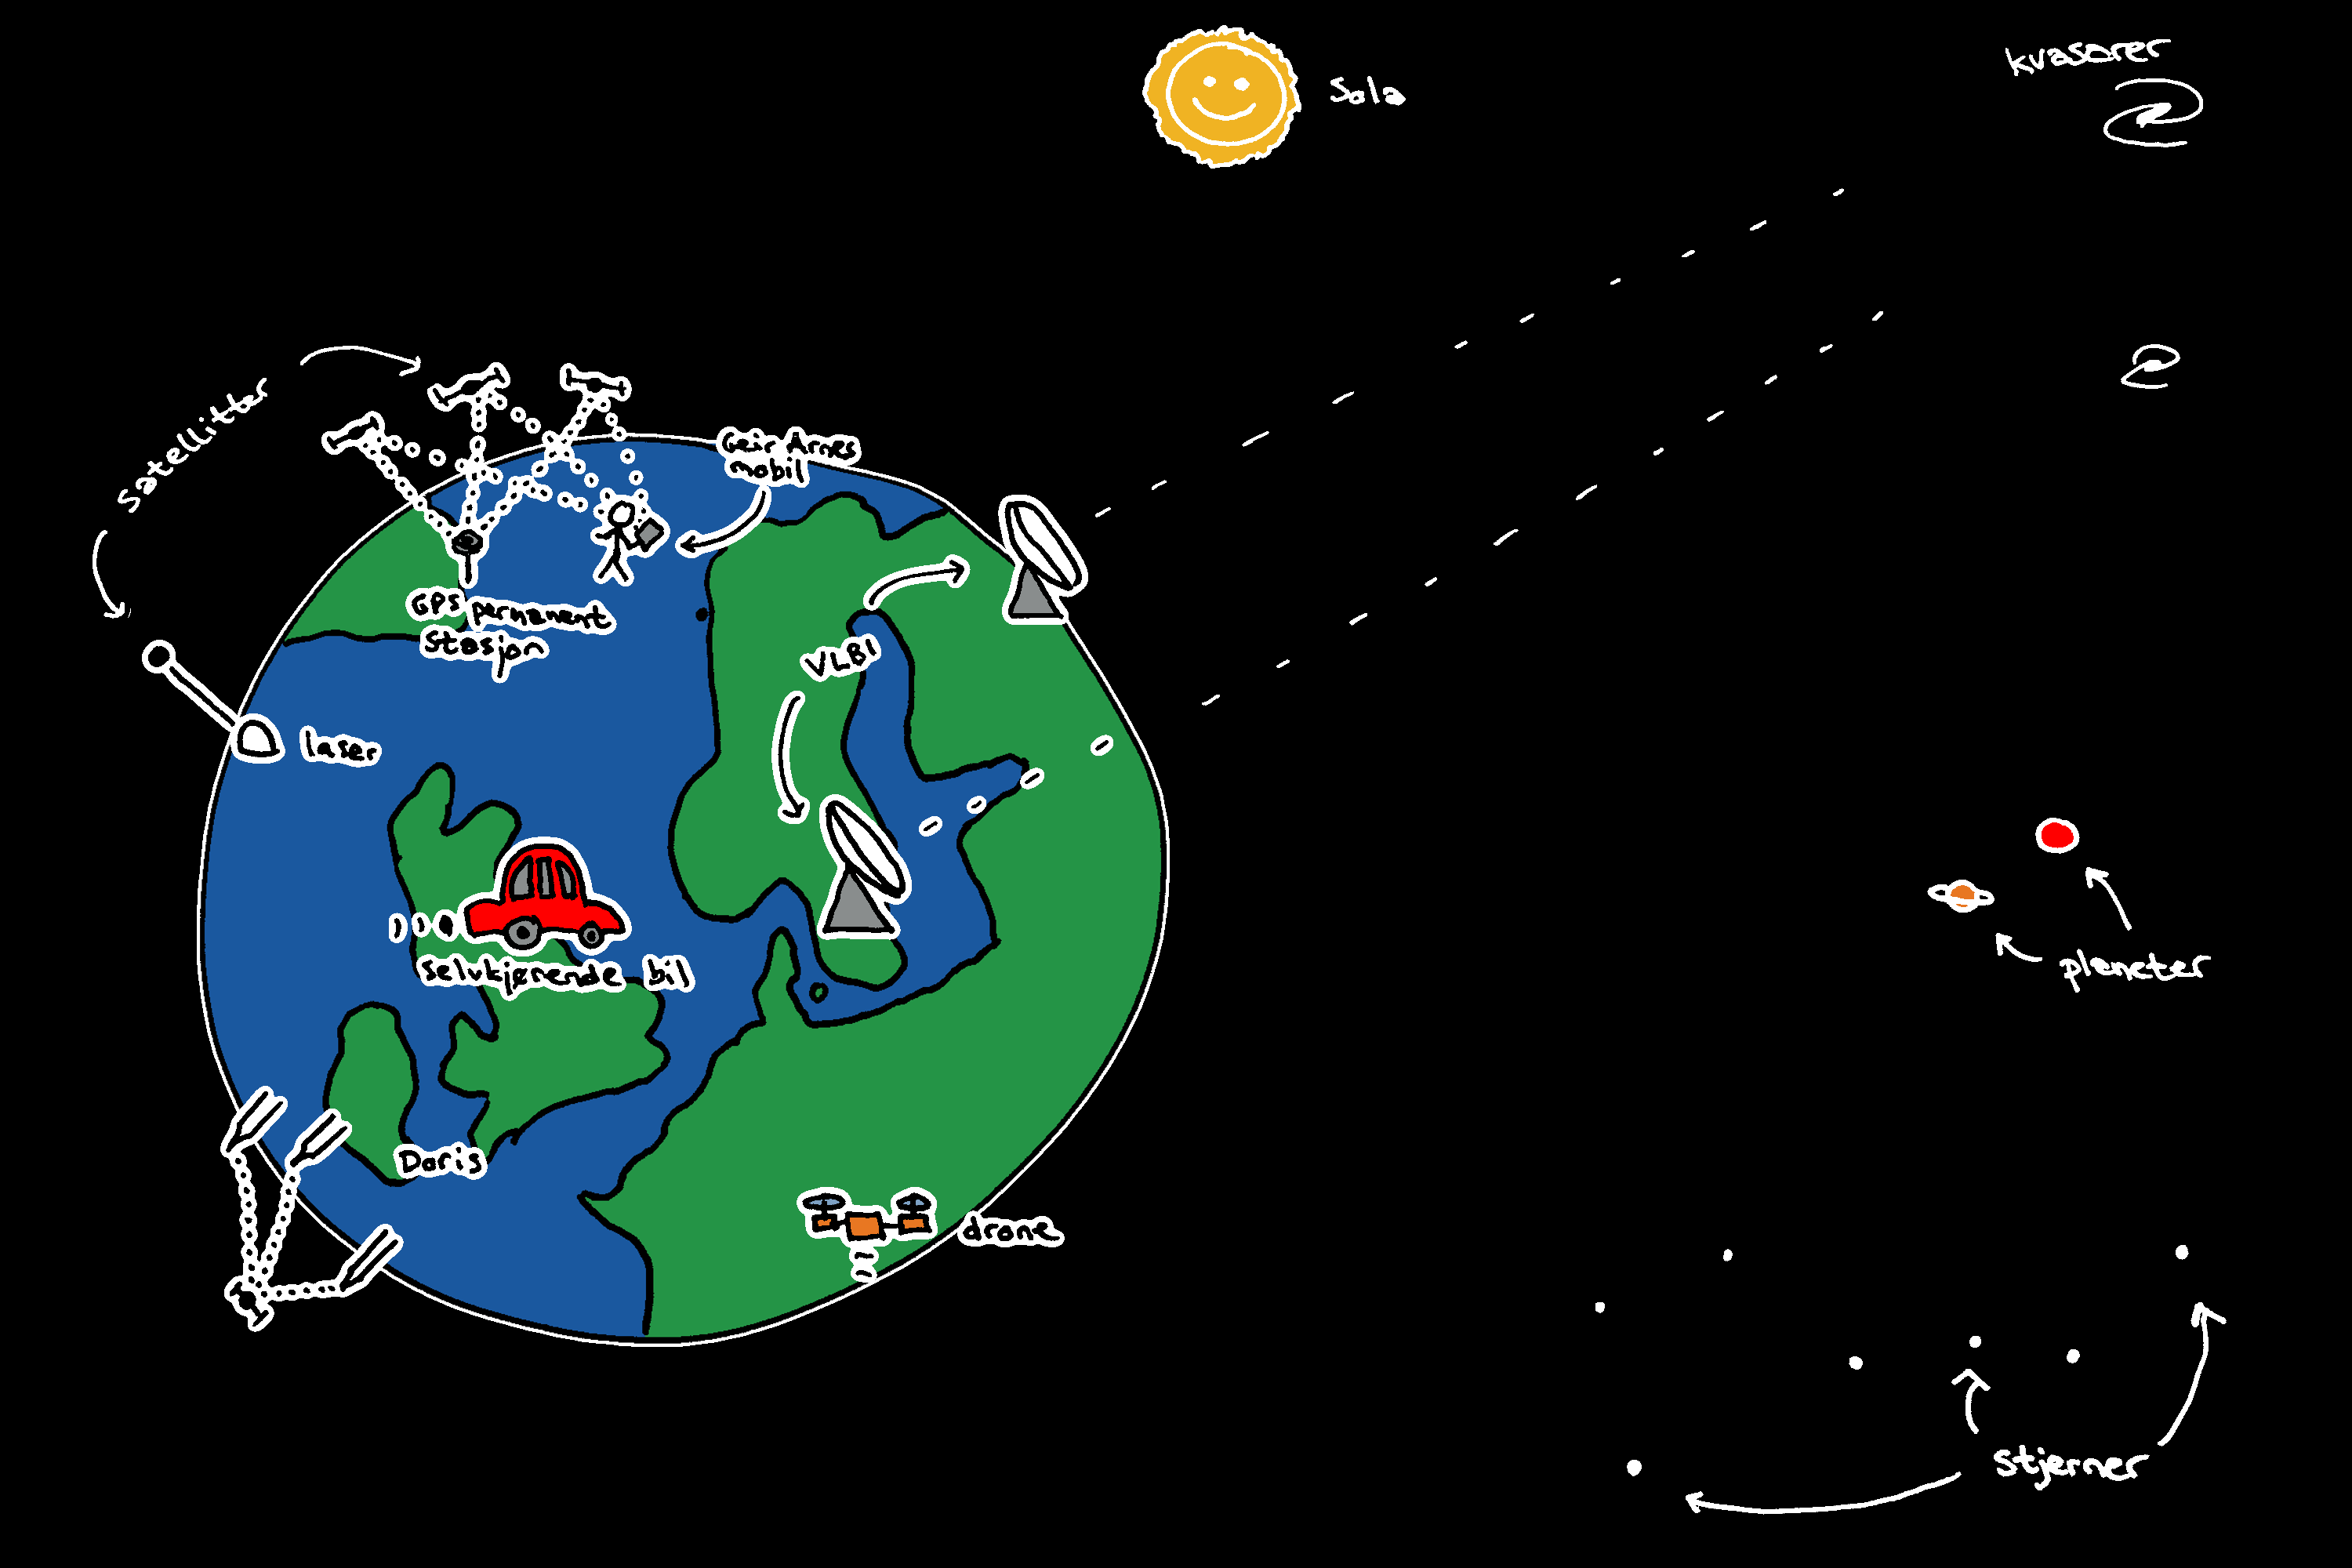 kvasarer
Sola
Satellitter
Geir Arnes
mobil
GPS permanent
stasjon
VLBI
laser
selvkjørende bil
planeter
Doris
drone
stjerner